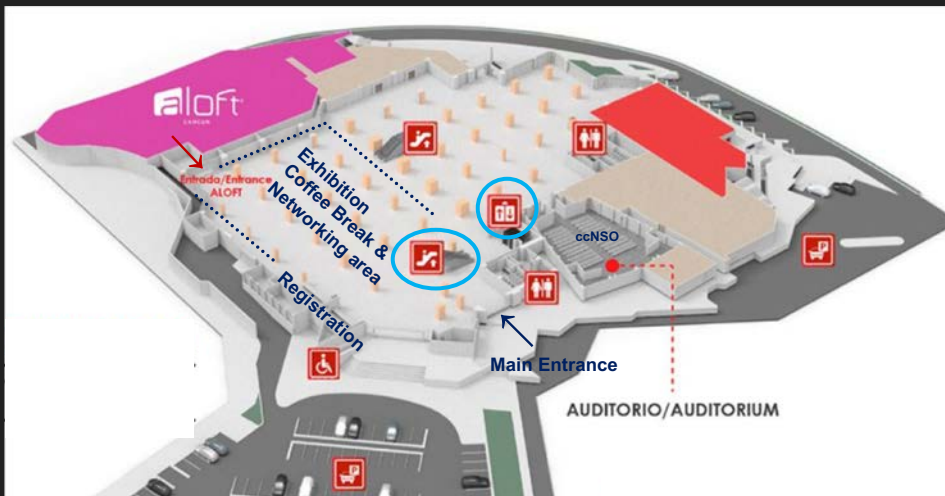 aloft
CANCUN
Entrada/Entrance
ALOFT
Exhibition
Coffee Break &
Networking area
Registration
ccNSO
Main Entrance
AUDITORIO/AUDITORIUM
P
P